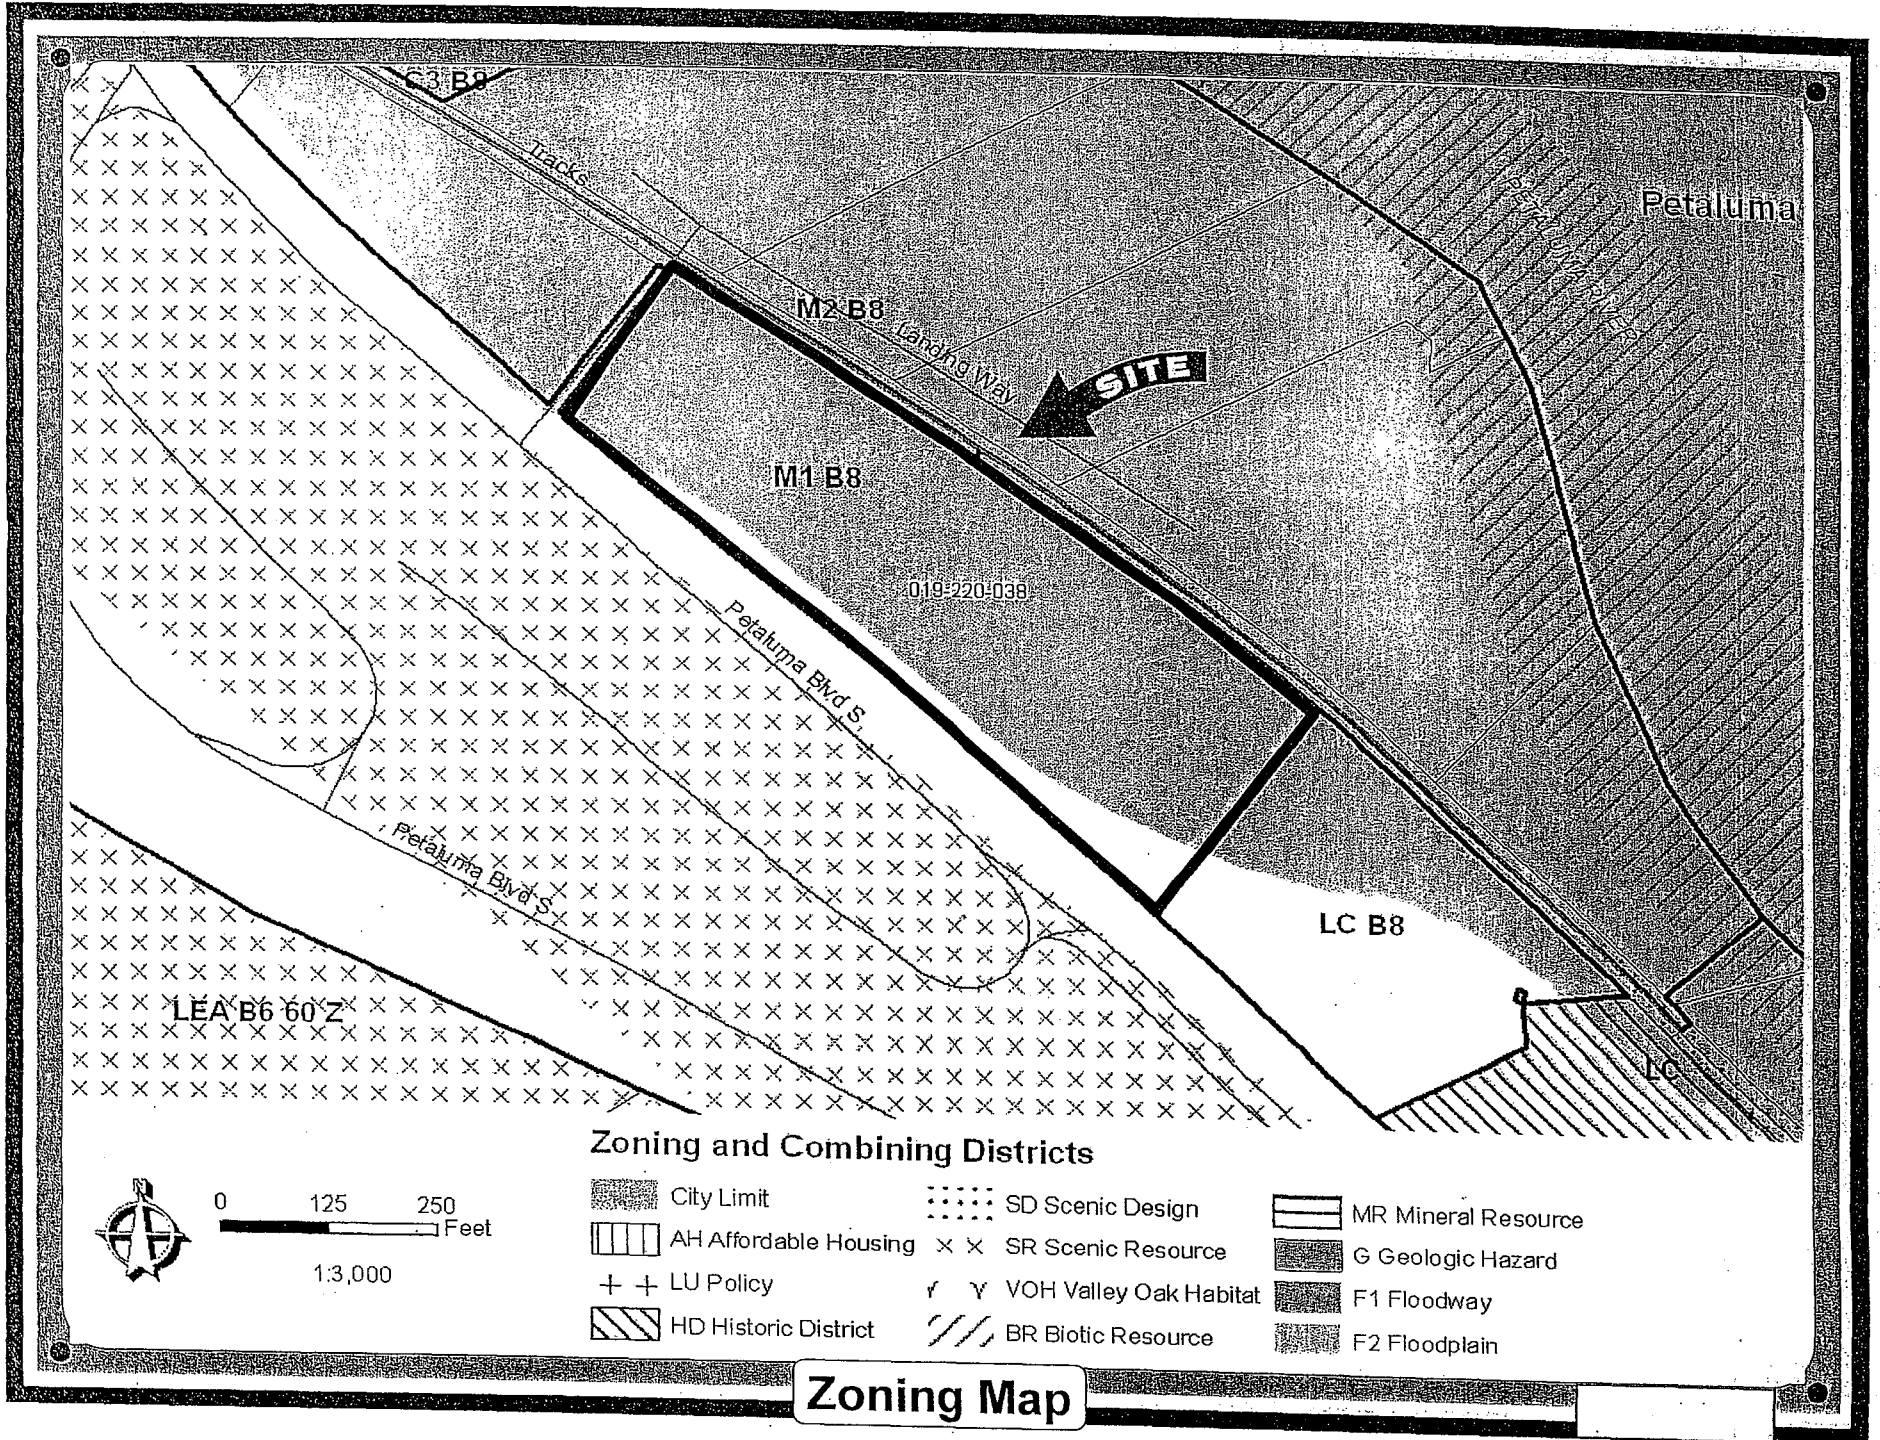 C3 B8
Tracks
Petaluma
M2 B8
Landing Way
SITE
M1 B8
019-220-038
Petaluma Blvd S.
Petaluma Blvd S.
LC B8
LEA B6 60 Z
LC
Zoning and Combining Districts
N
0 125 250
Feet
1:3,000
City Limit
AH Affordable Housing
LU Policy
HD Historic District
SD Scenic Design
SR Scenic Resource
VOH Valley Oak Habitat
BR Biotic Resource
MR Mineral Resource
G Geologic Hazard
F1 Floodway
F2 Floodplain
Zoning Map